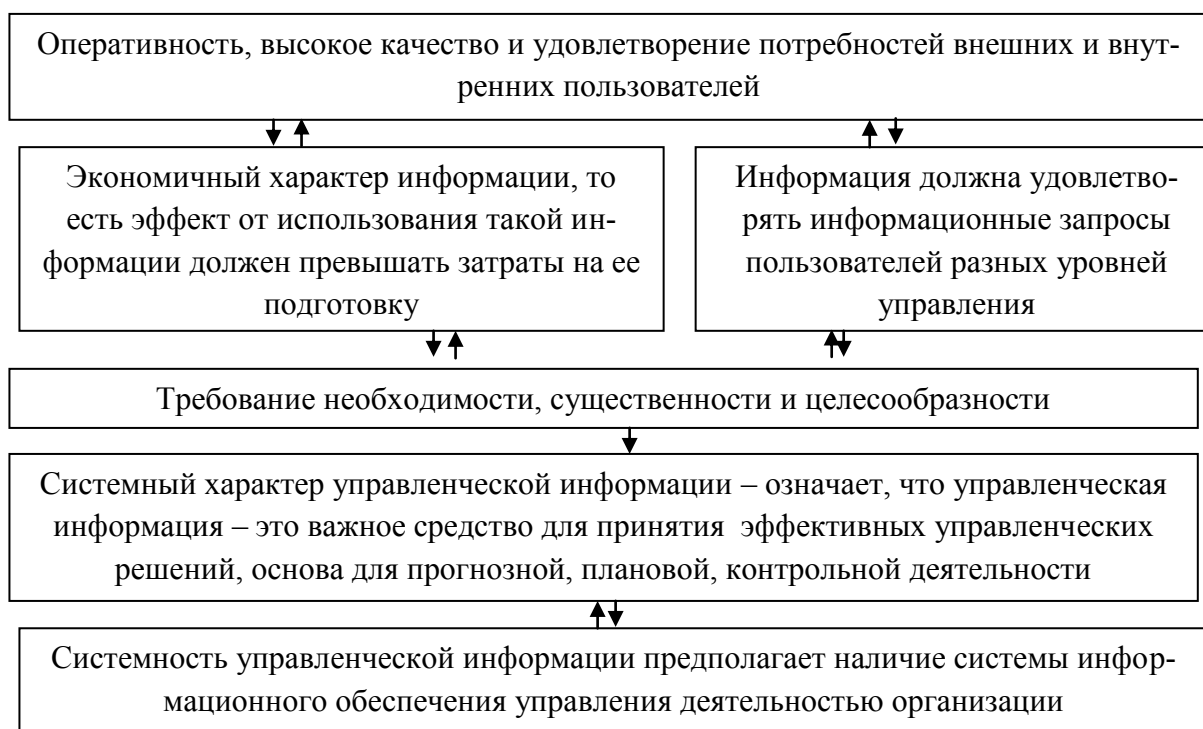 Оперативность, высокое качество и удовлетворение потребностей внешних и внут-
ренних пользователей
Экономичный характер информации, то
есть эффект от использования такой ин-
формации должен превышать затраты на ее
подготовку
Информация должна удовлетво-
рять информационные запросы
пользователей разных уровней
управления
Требование необходимости, существенности и целесообразности
Системный характер управленческой информации – означает, что управленческая
информация – это важное средство для принятия эффективных управленческих
решений, основа для прогнозной, плановой, контрольной деятельности
Системность управленческой информации предполагает наличие системы инфор-
мационного обеспечения управления деятельностью организации